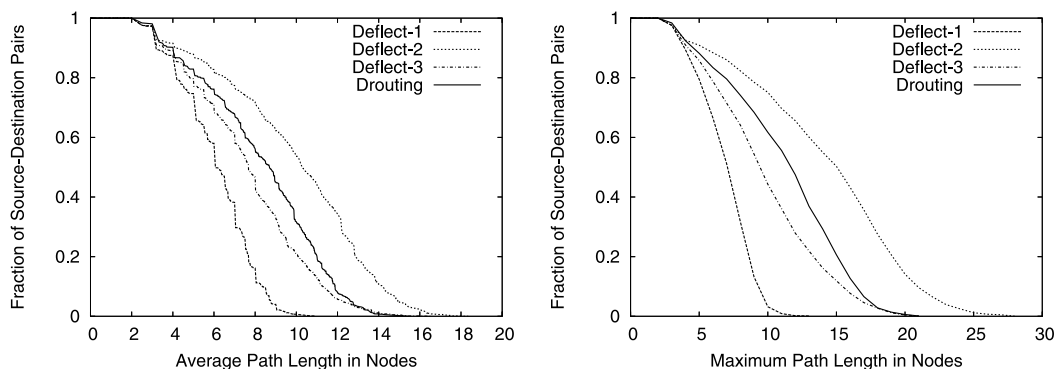 Fraction of Source-Destination Pairs
1
0.8
0.6
0.4
0.2
0
0 2 4 6 8 10 12 14 16 18 20
Average Path Length in Nodes
Deflect-1
Deflect-2
Deflect-3
Drouting
Fraction of Source-Destination Pairs
1
0.8
0.6
0.4
0.2
0
0 5 10 15 20 25 30
Maximum Path Length in Nodes
Deflect-1
Deflect-2
Deflect-3
Drouting